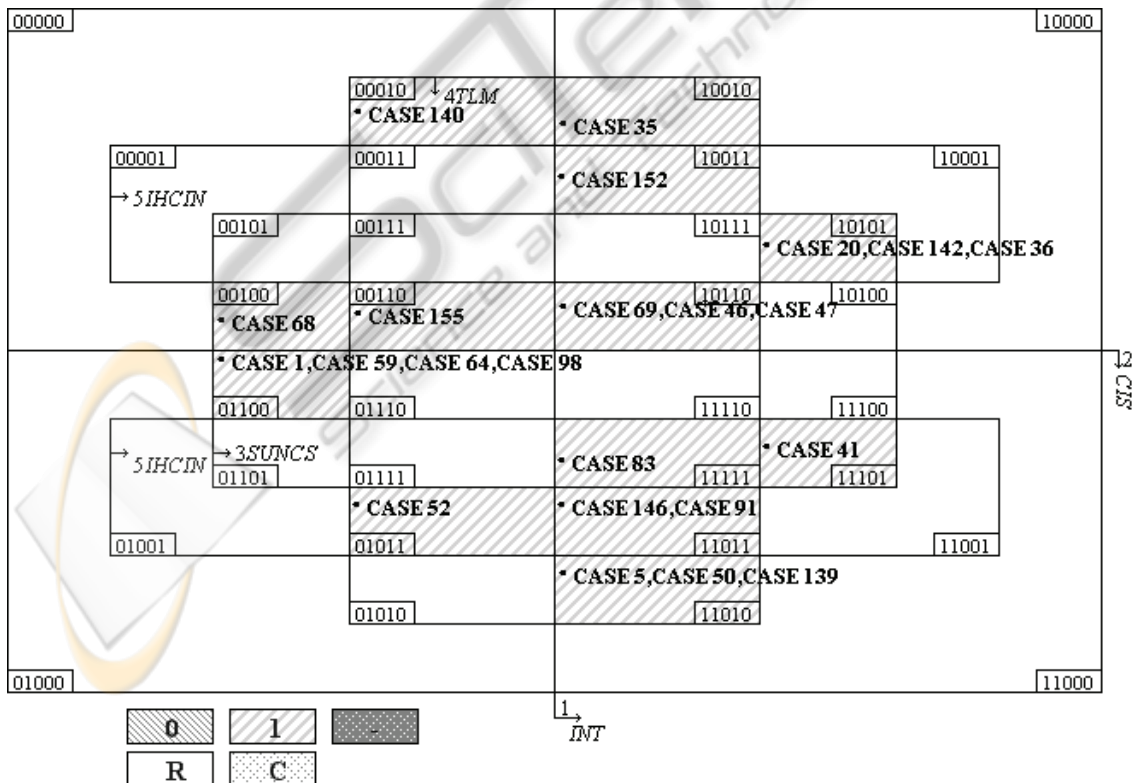 00000 10000
00010 4TLM 10010
CASE 140
CASE 35
00001 00011 10011 10001
CASE 152
5IHCIN
00101 00111 10111 10101
CASE 20,CASE 142,CASE 36
00100 00110 10110 10100
CASE 68 CASE 155 CASE 69,CASE 46,CASE 47
CASE 1,CASE 59,CASE 64,CASE 98
2
CIS
01100 01110 11110 11100
5IHCIN 3SUNCS CASE 83 CASE 41
01101 01111 11111 11101
CASE 52 CASE 146,CASE 91
01001 01011 11011 11001
CASE 5,CASE 50,CASE 139
01010 11010
01000 11000
1
INT
0 1 -
R C